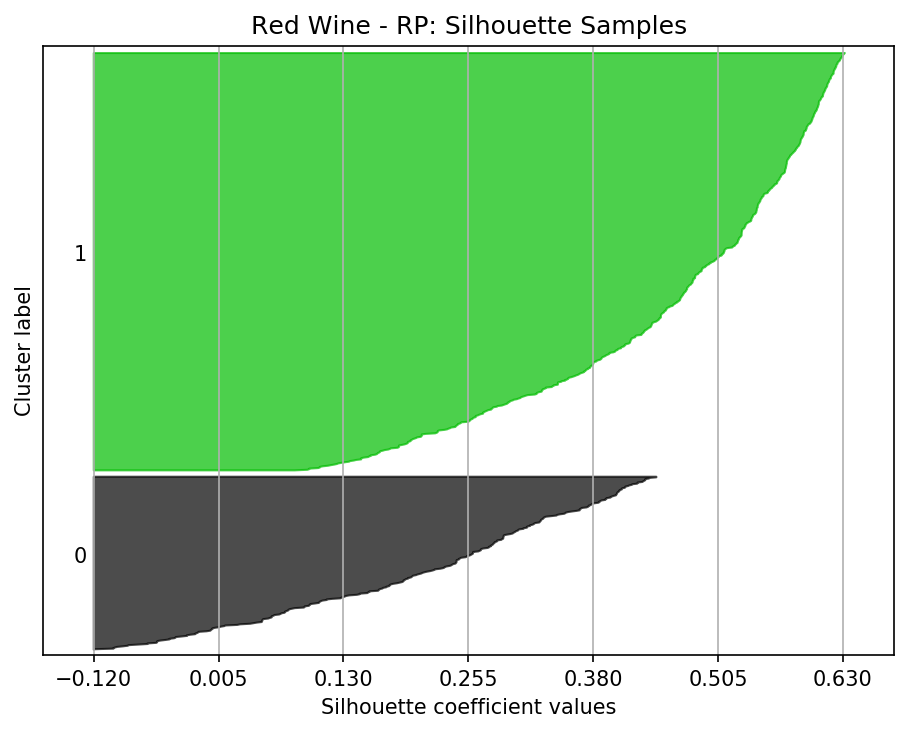 Red Wine - RP: Silhouette Samples
Cluster label
1
0
−0.120 0.005 0.130 0.255 0.380 0.505 0.630
Silhouette coefficient values